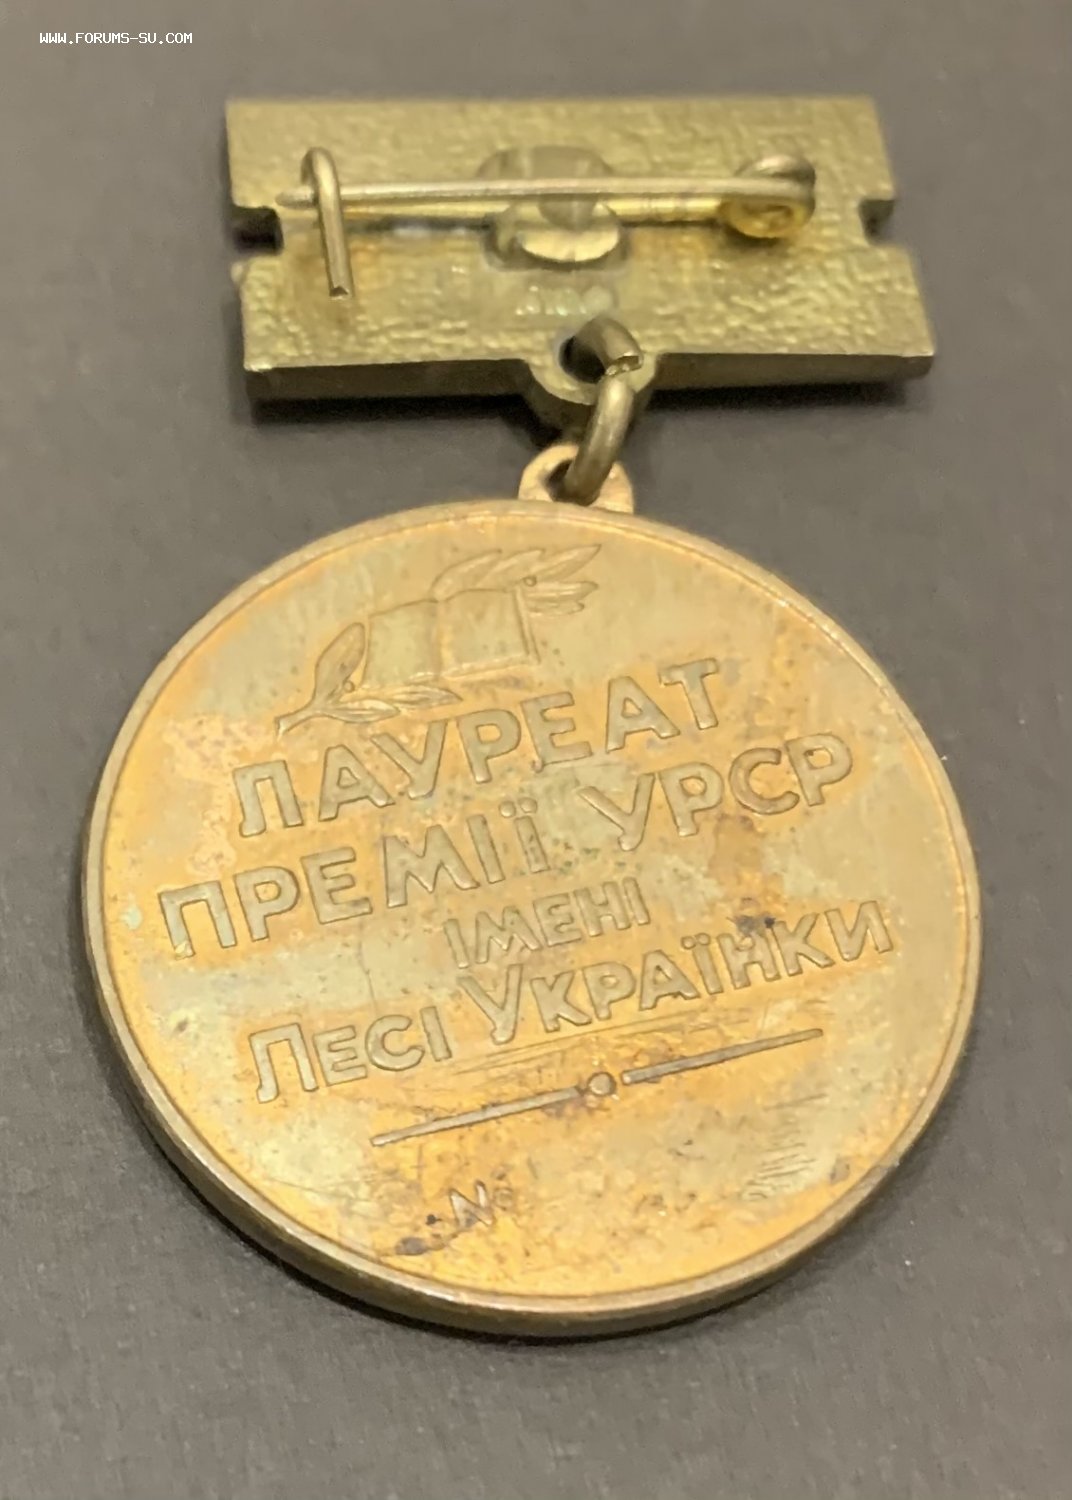 WWW.FORUMS-SU.COM
ЛАУРЕАТ
ПРЕМІЇ УРСР
ІМЕНІ
ЛЕСІ УКРАЇНКИ
№